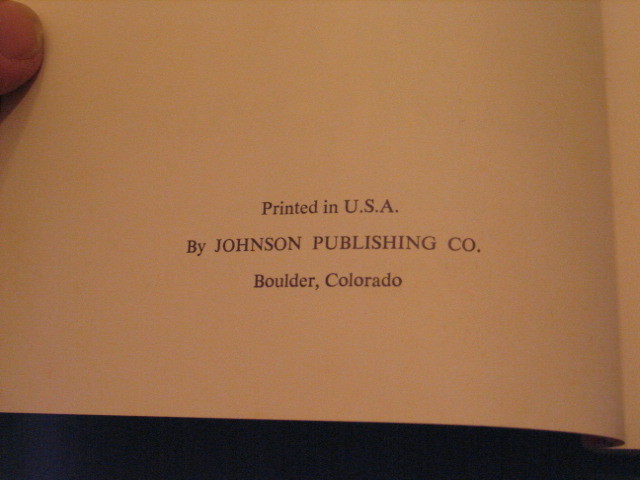 Printed in U.S.A.
By JOHNSON PUBLISHING CO.
Boulder, Colorado